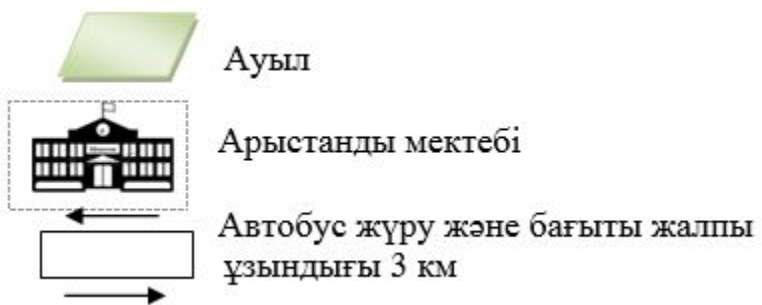 Ауыл
Арыстанды мектебі
Автобус жүру және бағыты жалпы
ұзындығы 3 км